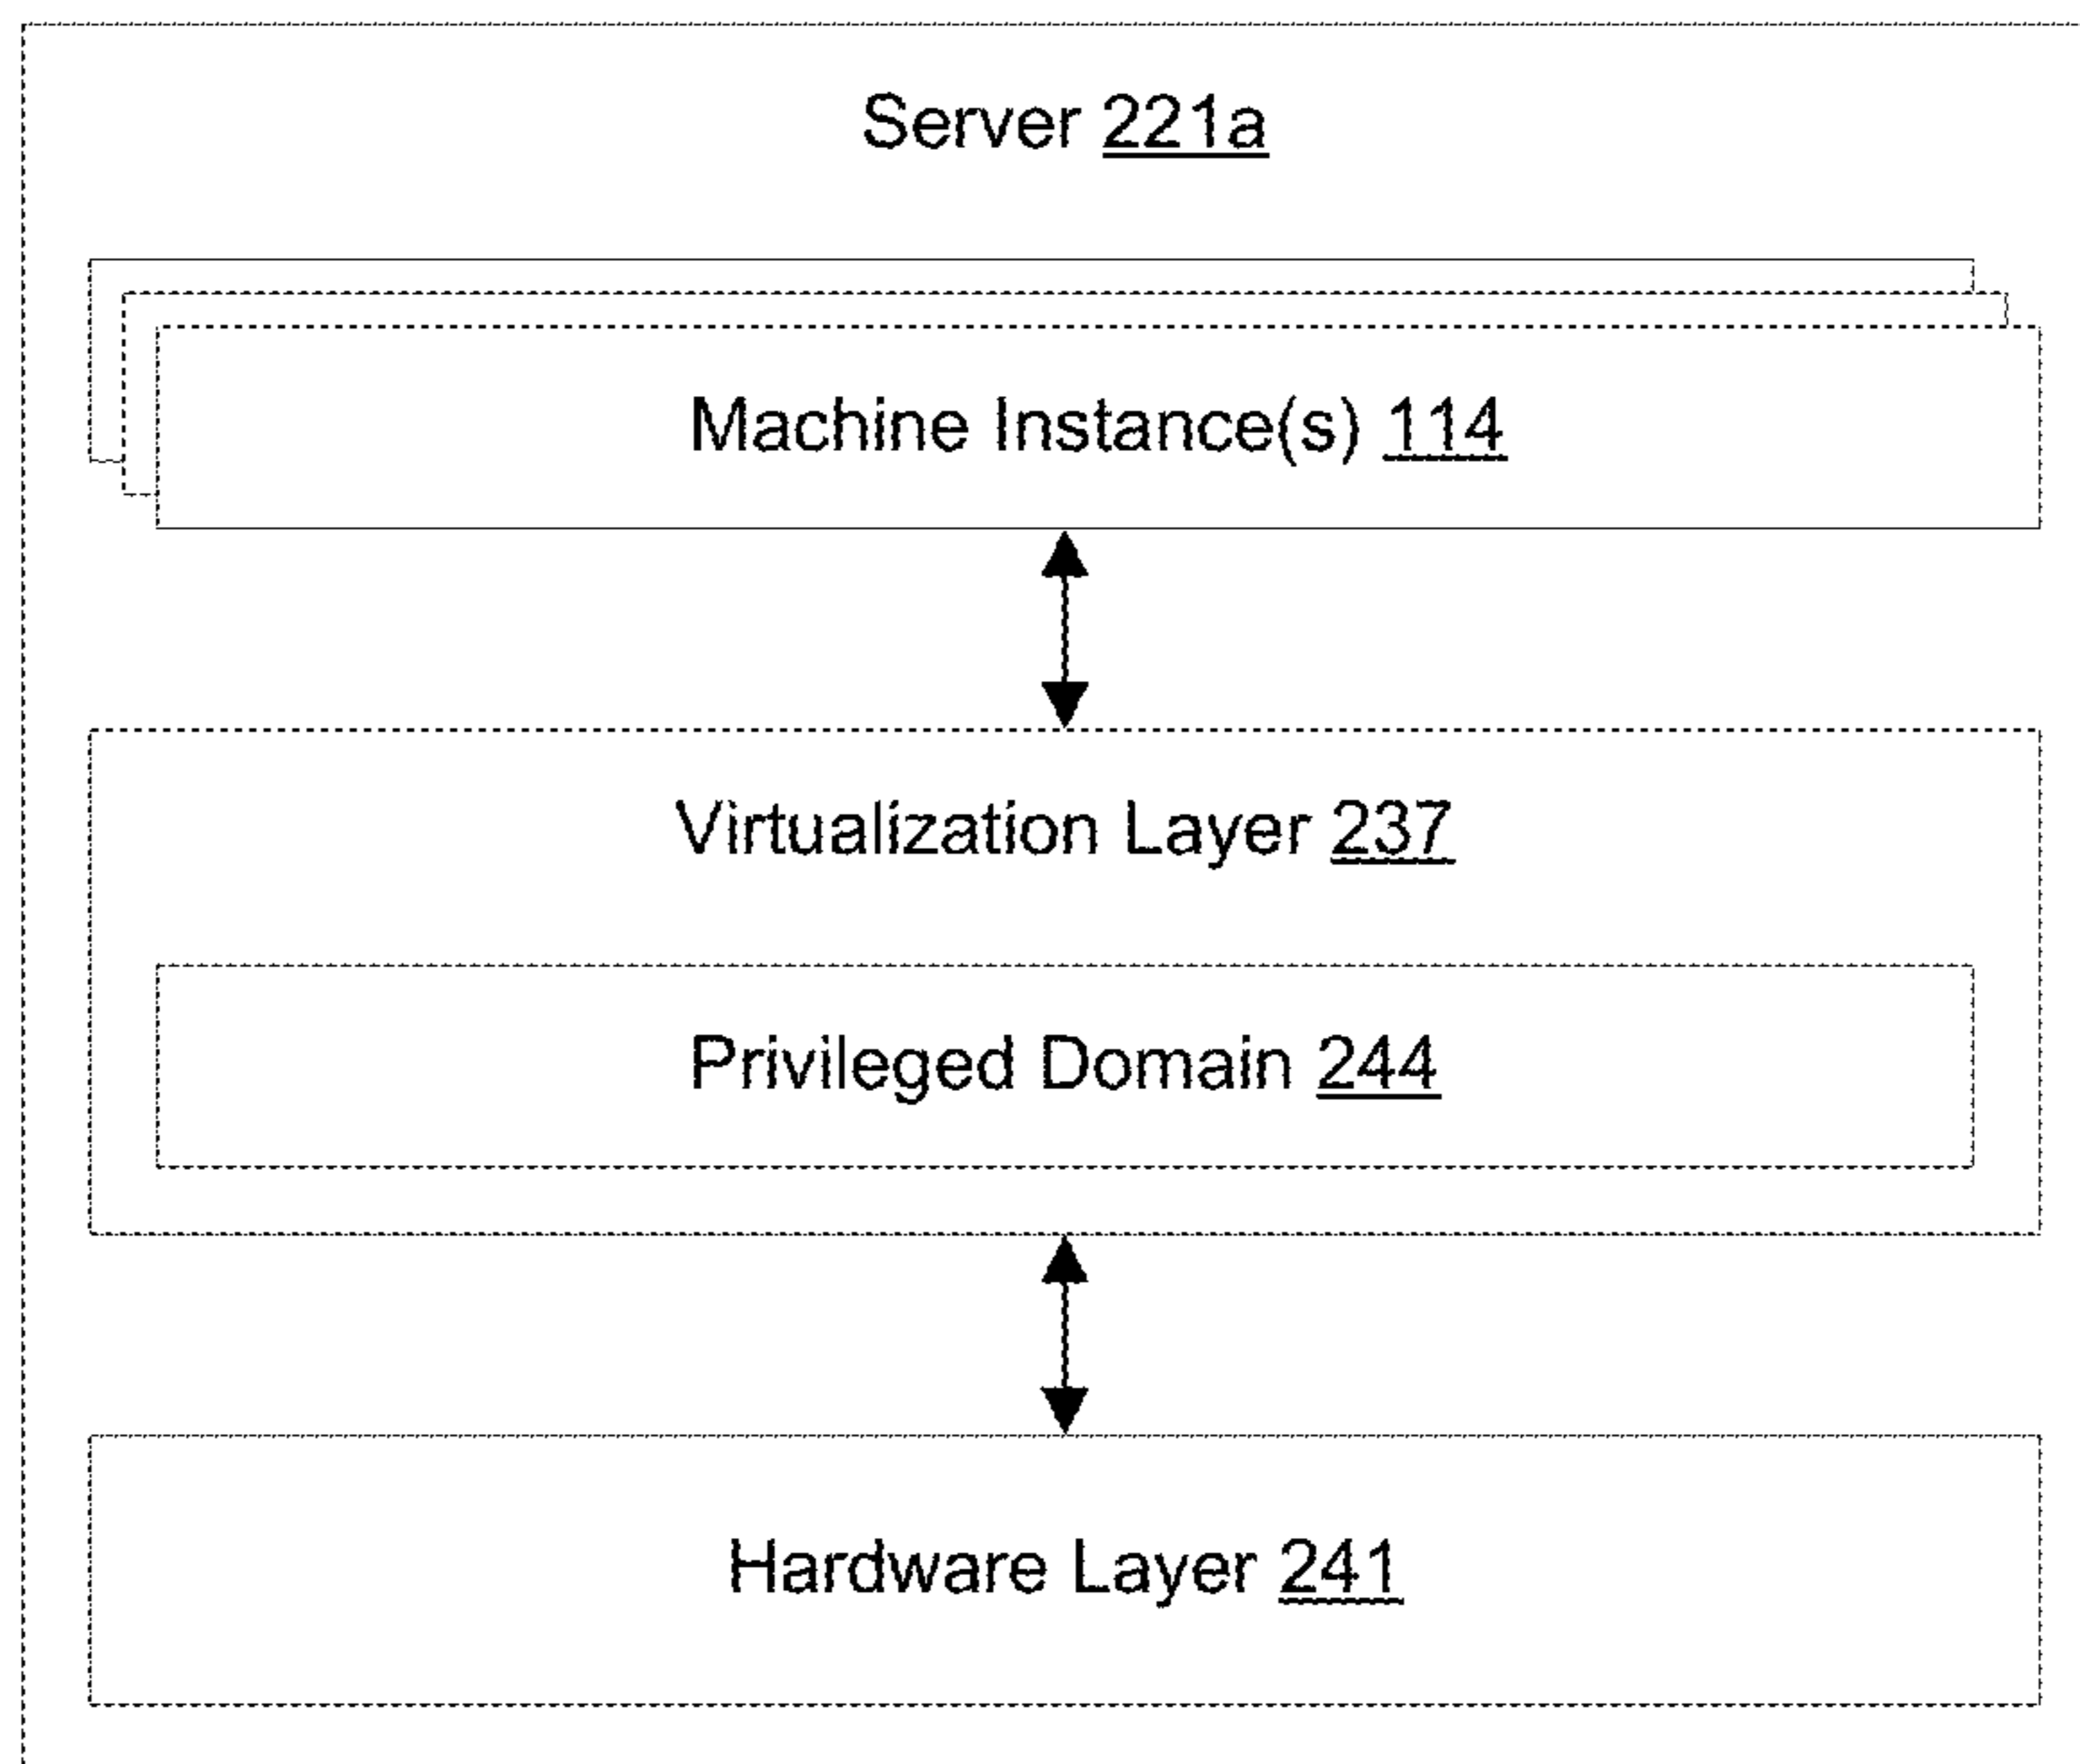 Server 221a
Machine Instance(s) 114
Virtualization Layer 237
Privileged Domain 244
Hardware Layer 241